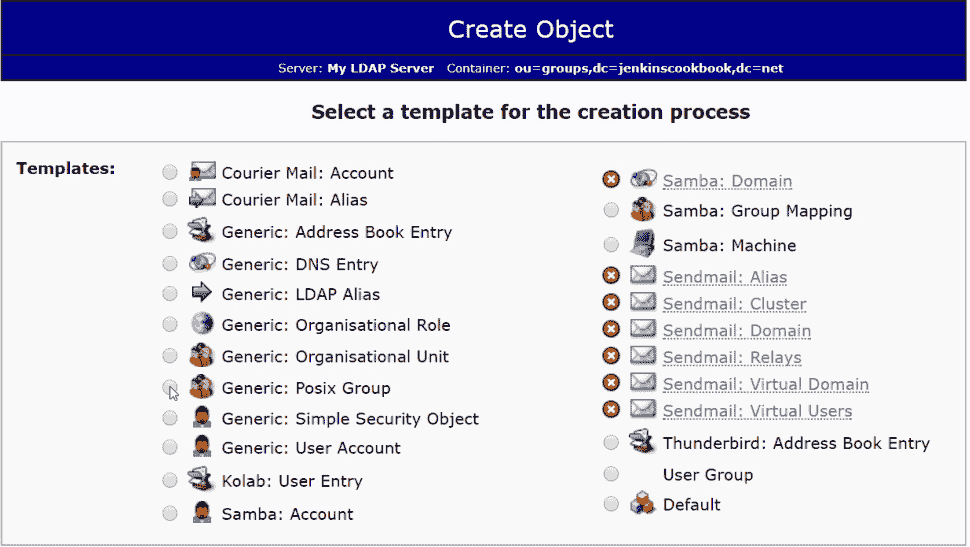 Create Object
Server: My LDAP Server Container: ou=groups,dc=jenkinscookbook,dc=net
Select a template for the creation process
Templates:
Courier Mail: Account
Courier Mail: Alias
Generic: Address Book Entry
Generic: DNS Entry
Generic: LDAP Alias
Generic: Organisational Role
Generic: Organisational Unit
Generic: Posix Group
Generic: Simple Security Object
Generic: User Account
Kolab: User Entry
Samba: Account
Samba: Domain
Samba: Group Mapping
Samba: Machine
Sendmail: Alias
Sendmail: Cluster
Sendmail: Domain
Sendmail: Relays
Sendmail: Virtual Domain
Sendmail: Virtual Users
Thunderbird: Address Book Entry
User Group
Default